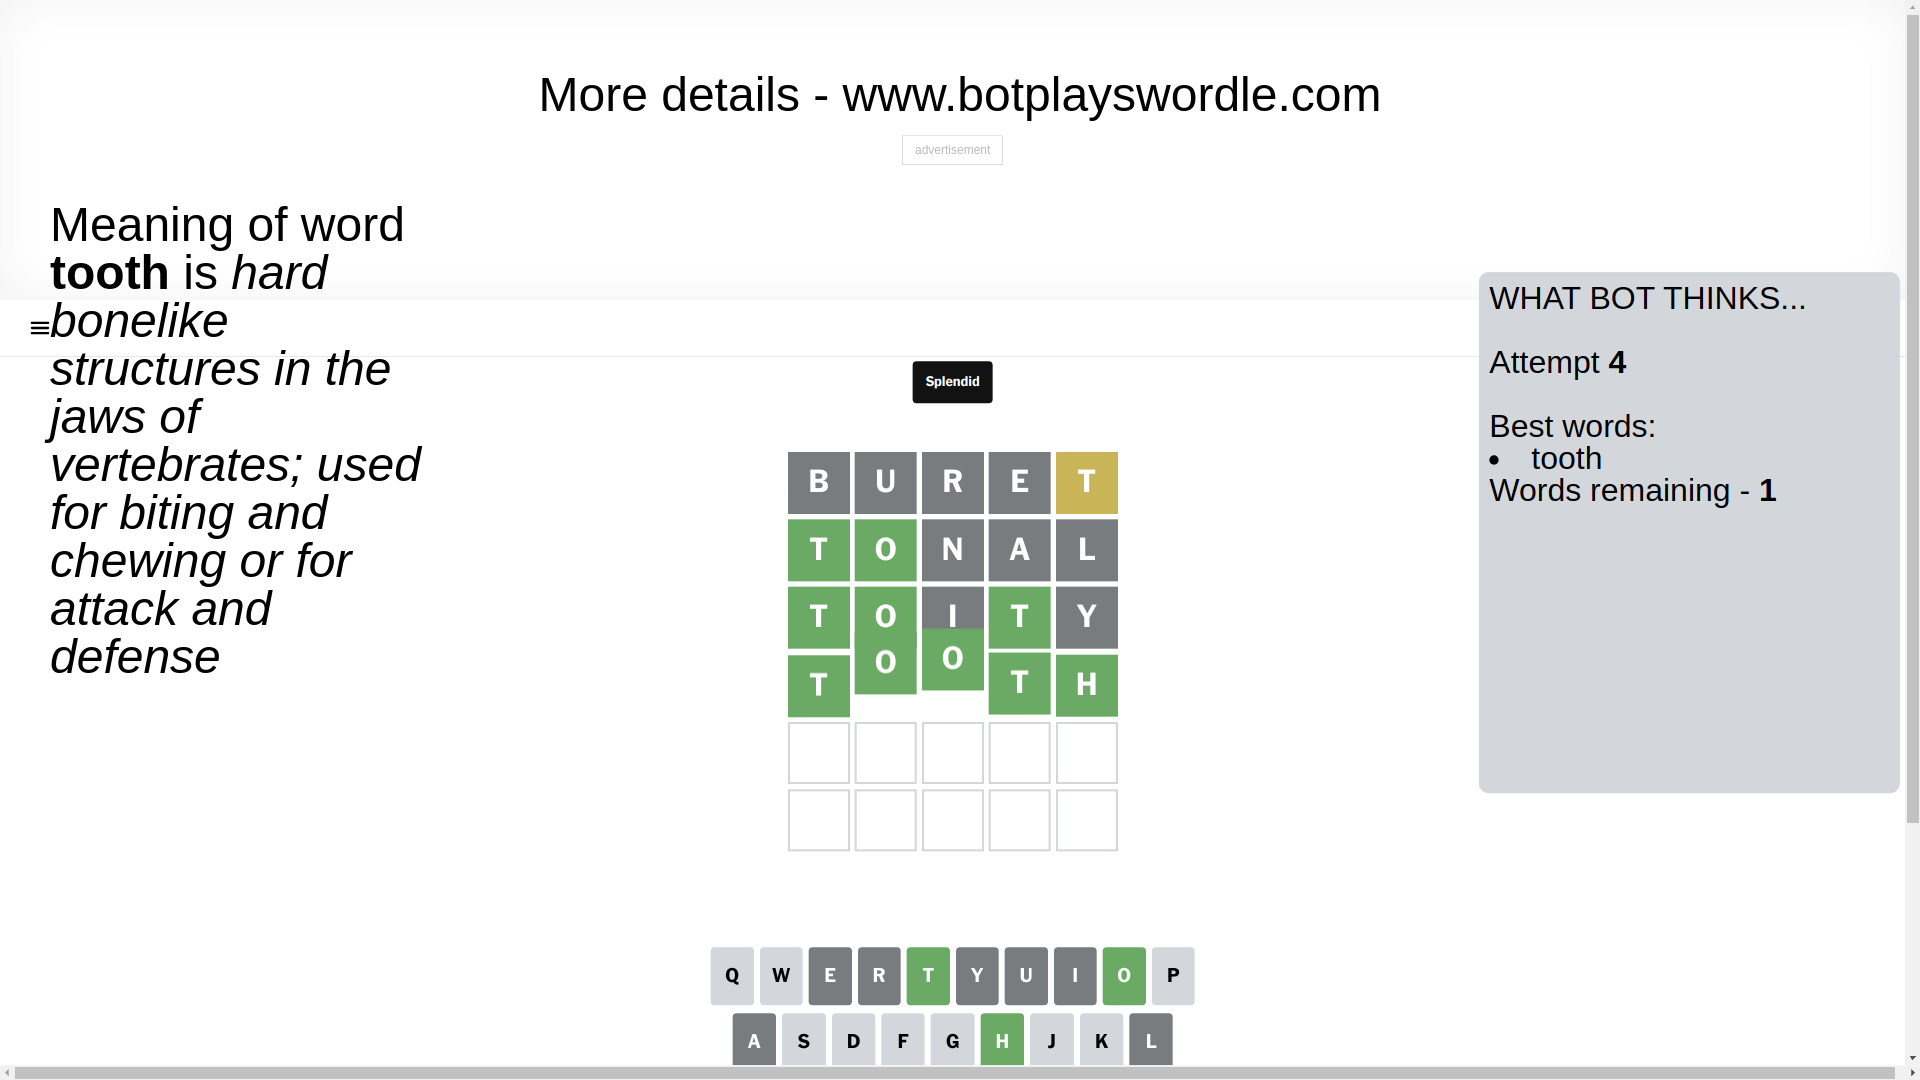 More details - www.botplayswordle.com
advertisement
Meaning of word
tooth is hard
bonelike
structures in the
jaws of
vertebrates; used
for biting and
chewing or for
attack and
defense
WHAT BOT THINKS...
Attempt 4
Best words:
• tooth
Words remaining - 1
Splendid
B U R E T
T O N A L
T O I T Y
T O O T H
Q W E R T Y U I O P
A S D F G H J K L